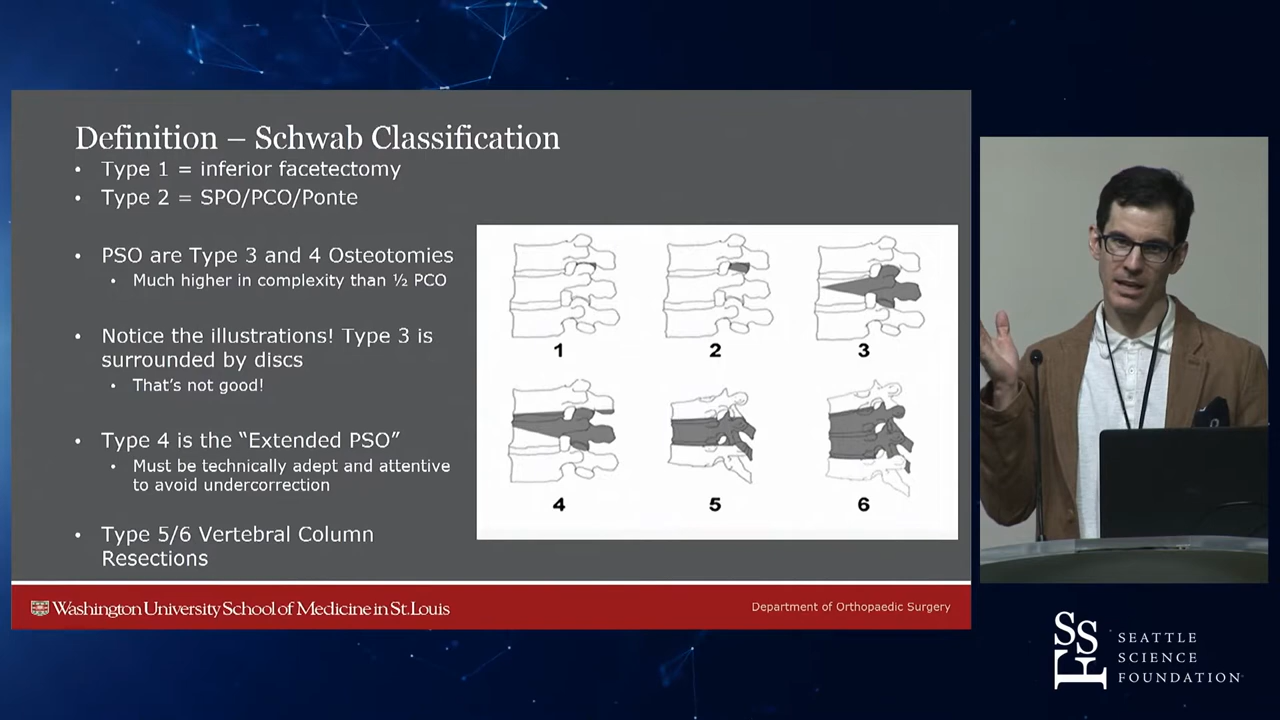 Definition – Schwab Classification
• Type 1 = inferior facetectomy
• Type 2 = SPO/PCO/Ponte
• PSO are Type 3 and 4 Osteotomies
• Much higher in complexity than ½ PCO
• Notice the illustrations! Type 3 is
surrounded by discs
• That's not good!
• Type 4 is the “Extended PSO”
• Must be technically adept and attentive
to avoid undercorrection
• Type 5/6 Vertebral Column
Resections
1 2 3
4 5 6
Washington University School of Medicine in St. Louis
Department of Orthopaedic Surgery
SSF
SEATTLE
SCIENCE
FOUNDATION